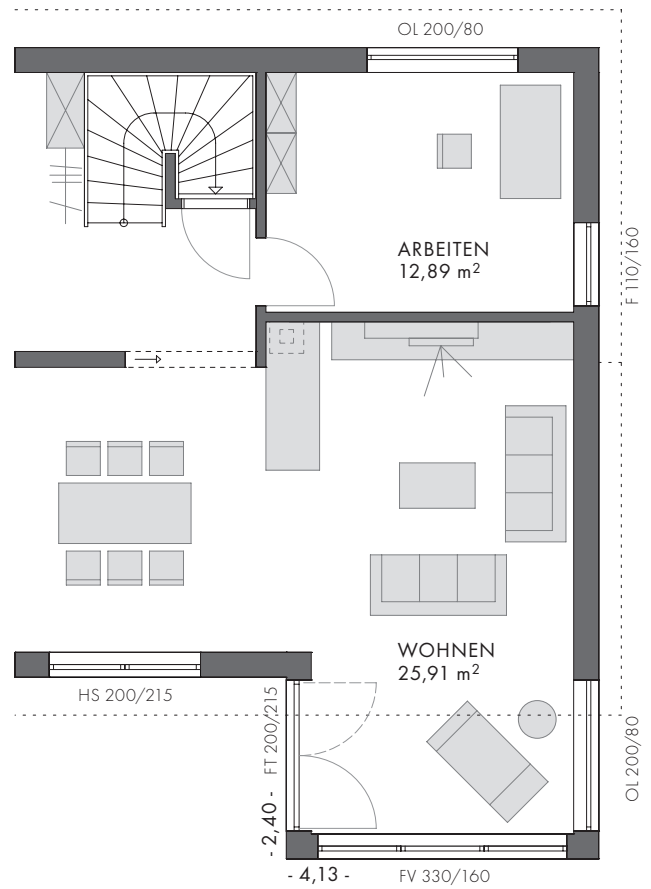 OL 200/80
ARBEITEN
12,89 m²
F 110/160
WOHNEN
25,91 m²
HS 200/215
FT 200/215
- 2,40 -
OL 200/80
- 4,13 -
FV 330/160